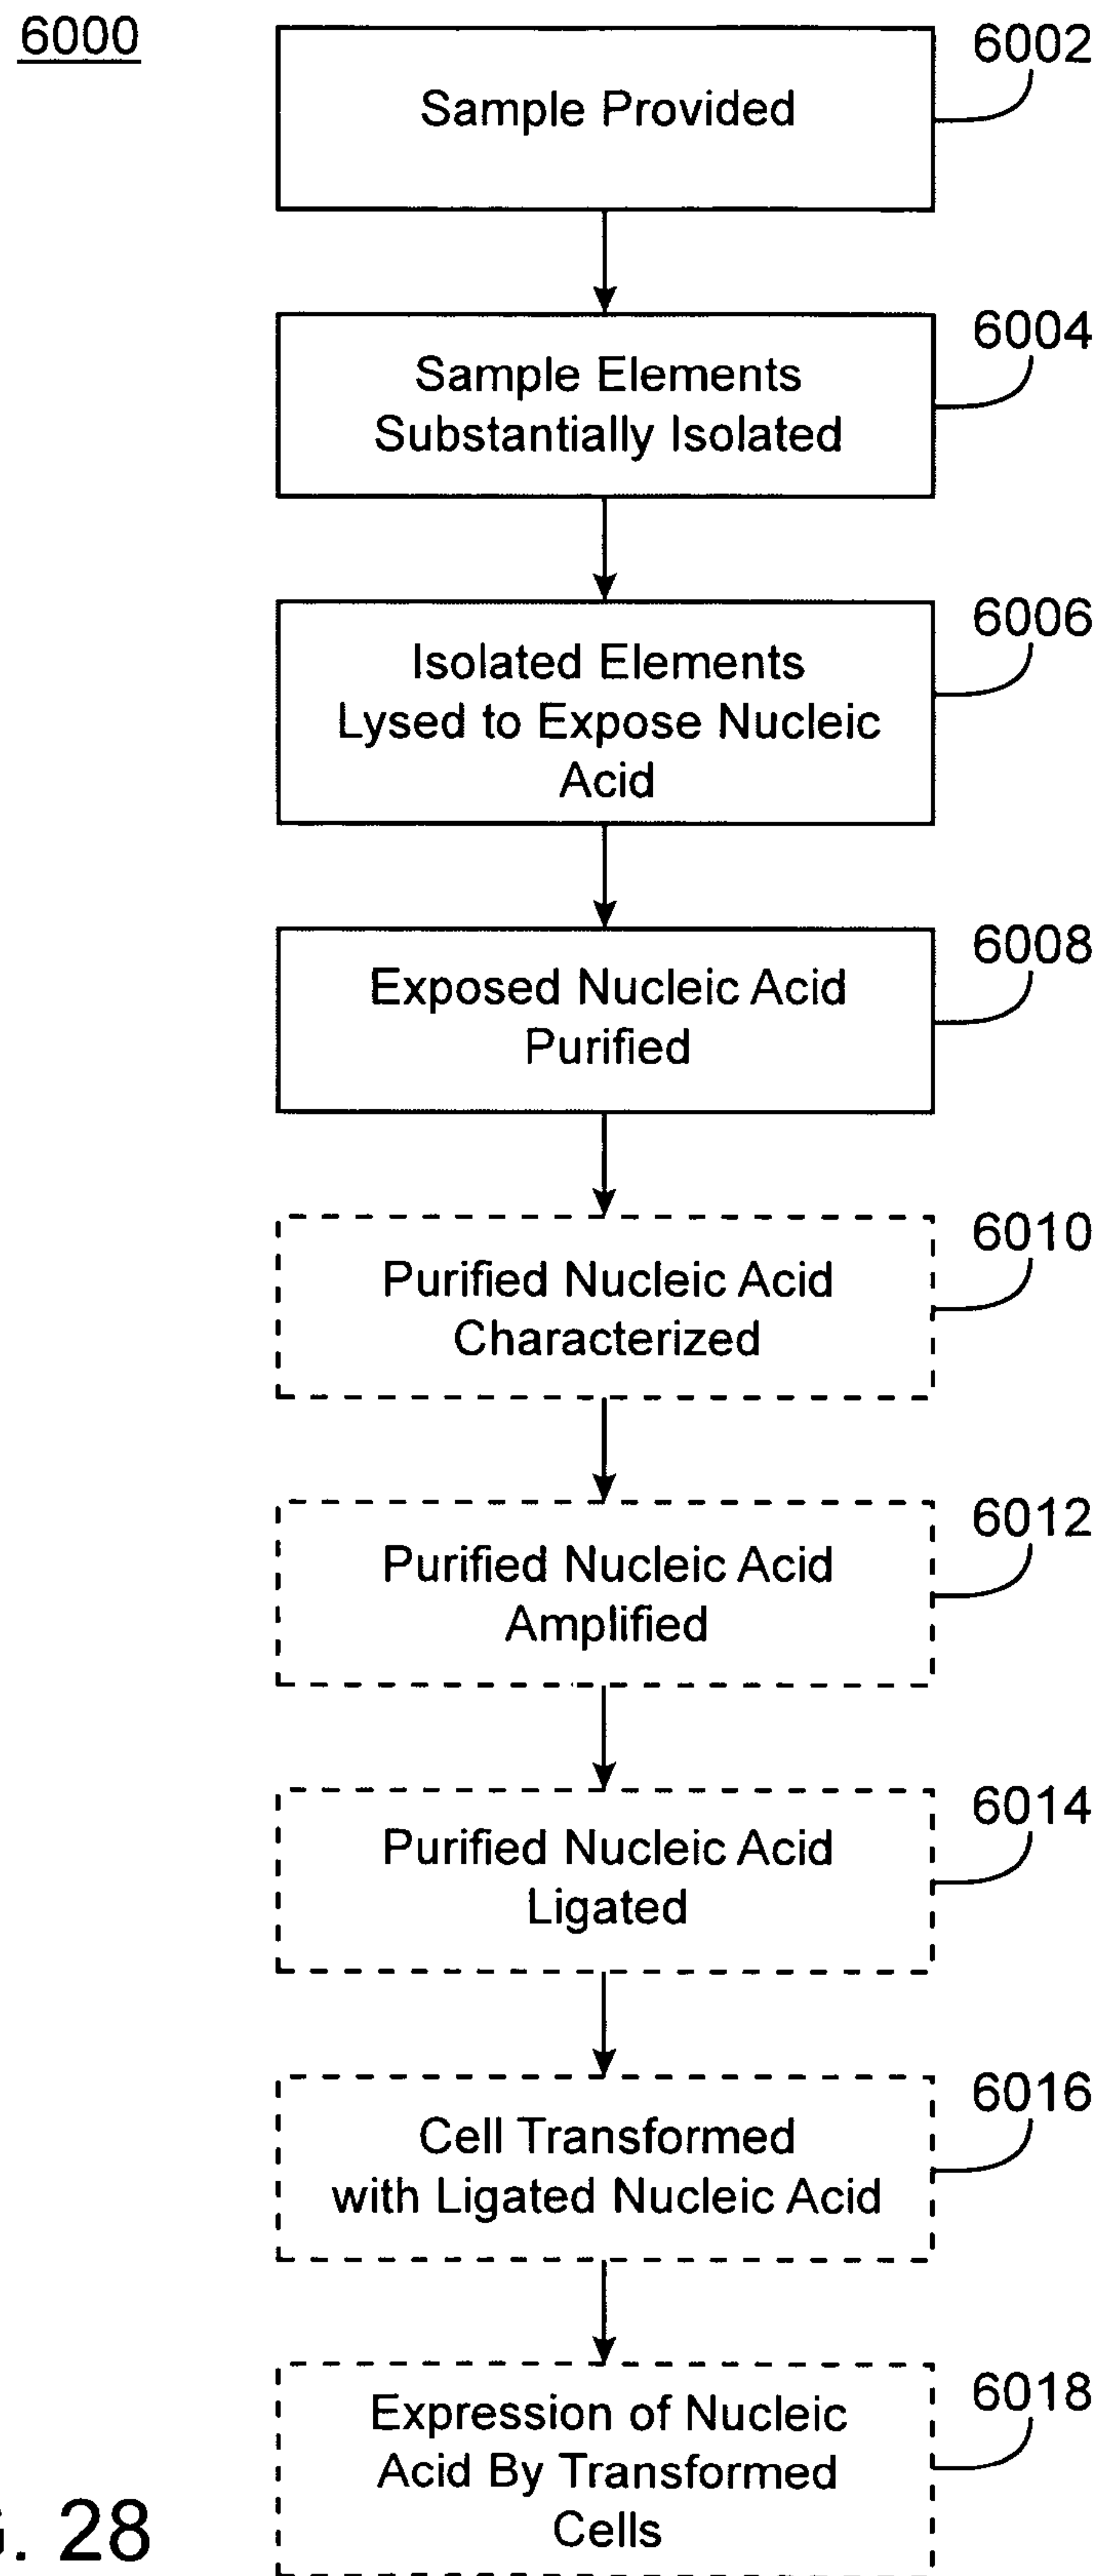 6000
6002
Sample Provided
6004
Sample Elements
Substantially Isolated
6006
Isolated Elements
Lysed to Expose Nucleic
Acid
6008
Exposed Nucleic Acid
Purified
6010
Purified Nucleic Acid
Characterized
6012
Purified Nucleic Acid
Amplified
6014
Purified Nucleic Acid
Ligated
6016
Cell Transformed
with Ligated Nucleic Acid
6018
Expression of Nucleic
Acid By Transformed
Cells
28